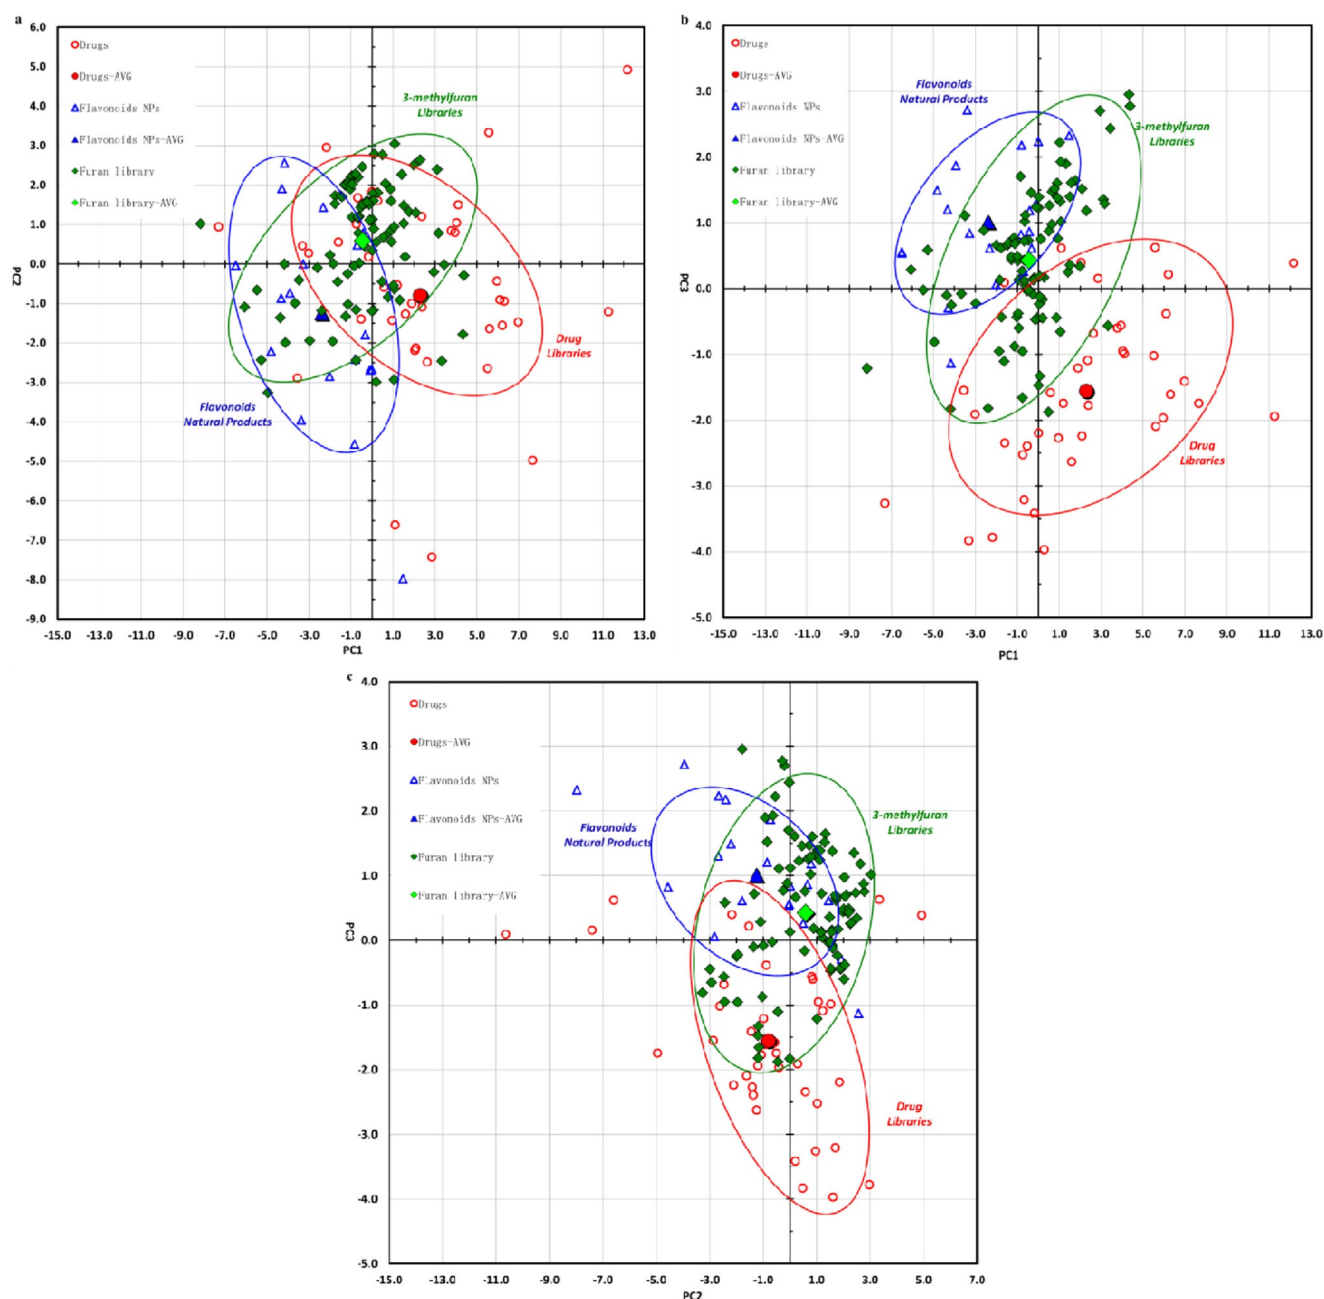 a
6.0
5.0
4.0
3.0
2.0
1.0
0.0
-1.0
-2.0
-3.0
-4.0
-5.0
-6.0
-7.0
-8.0
-9.0
PC2
Drugs
Drugs-AVG
Flavonoids NPs
Flavonoids NPs-AVG
Furan library
Furan library-AVG
3-methylfuran
Libraries
Drug
Libraries
Flavonoids
Natural Products
-15.0 -13.0 -11.0 -9.0 -7.0 -5.0 -3.0 -1.0 1.0 3.0 5.0 7.0 9.0 11.0 13.0
PC1
b
4.0
3.0
2.0
1.0
0.0
-1.0
-2.0
-3.0
-4.0
-5.0
PC3
Drugs
Drugs-AVG
Flavonoids NPs
Flavonoids NPs-AVG
Furan library
Furan library-AVG
Flavonoids
Natural Products
3-methylfuran
Libraries
Drug
Libraries
-15.0 -13.0 -11.0 -9.0 -7.0 -5.0 -3.0 -1.0 1.0 3.0 5.0 7.0 9.0 11.0 13.0
PC1
c
4.0
3.0
2.0
1.0
0.0
-1.0
-2.0
-3.0
-4.0
-5.0
PC3
Drugs
Drugs-AVG
Flavonoids NPs
Flavonoids NPs-AVG
Furan library
Furan library-AVG
Flavonoids
Natural Products
3-methylfuran
Libraries
Drug
Libraries
-15.0 -13.0 -11.0 -9.0 -7.0 -5.0 -3.0 -1.0 1.0 3.0 5.0 7.0
PC2